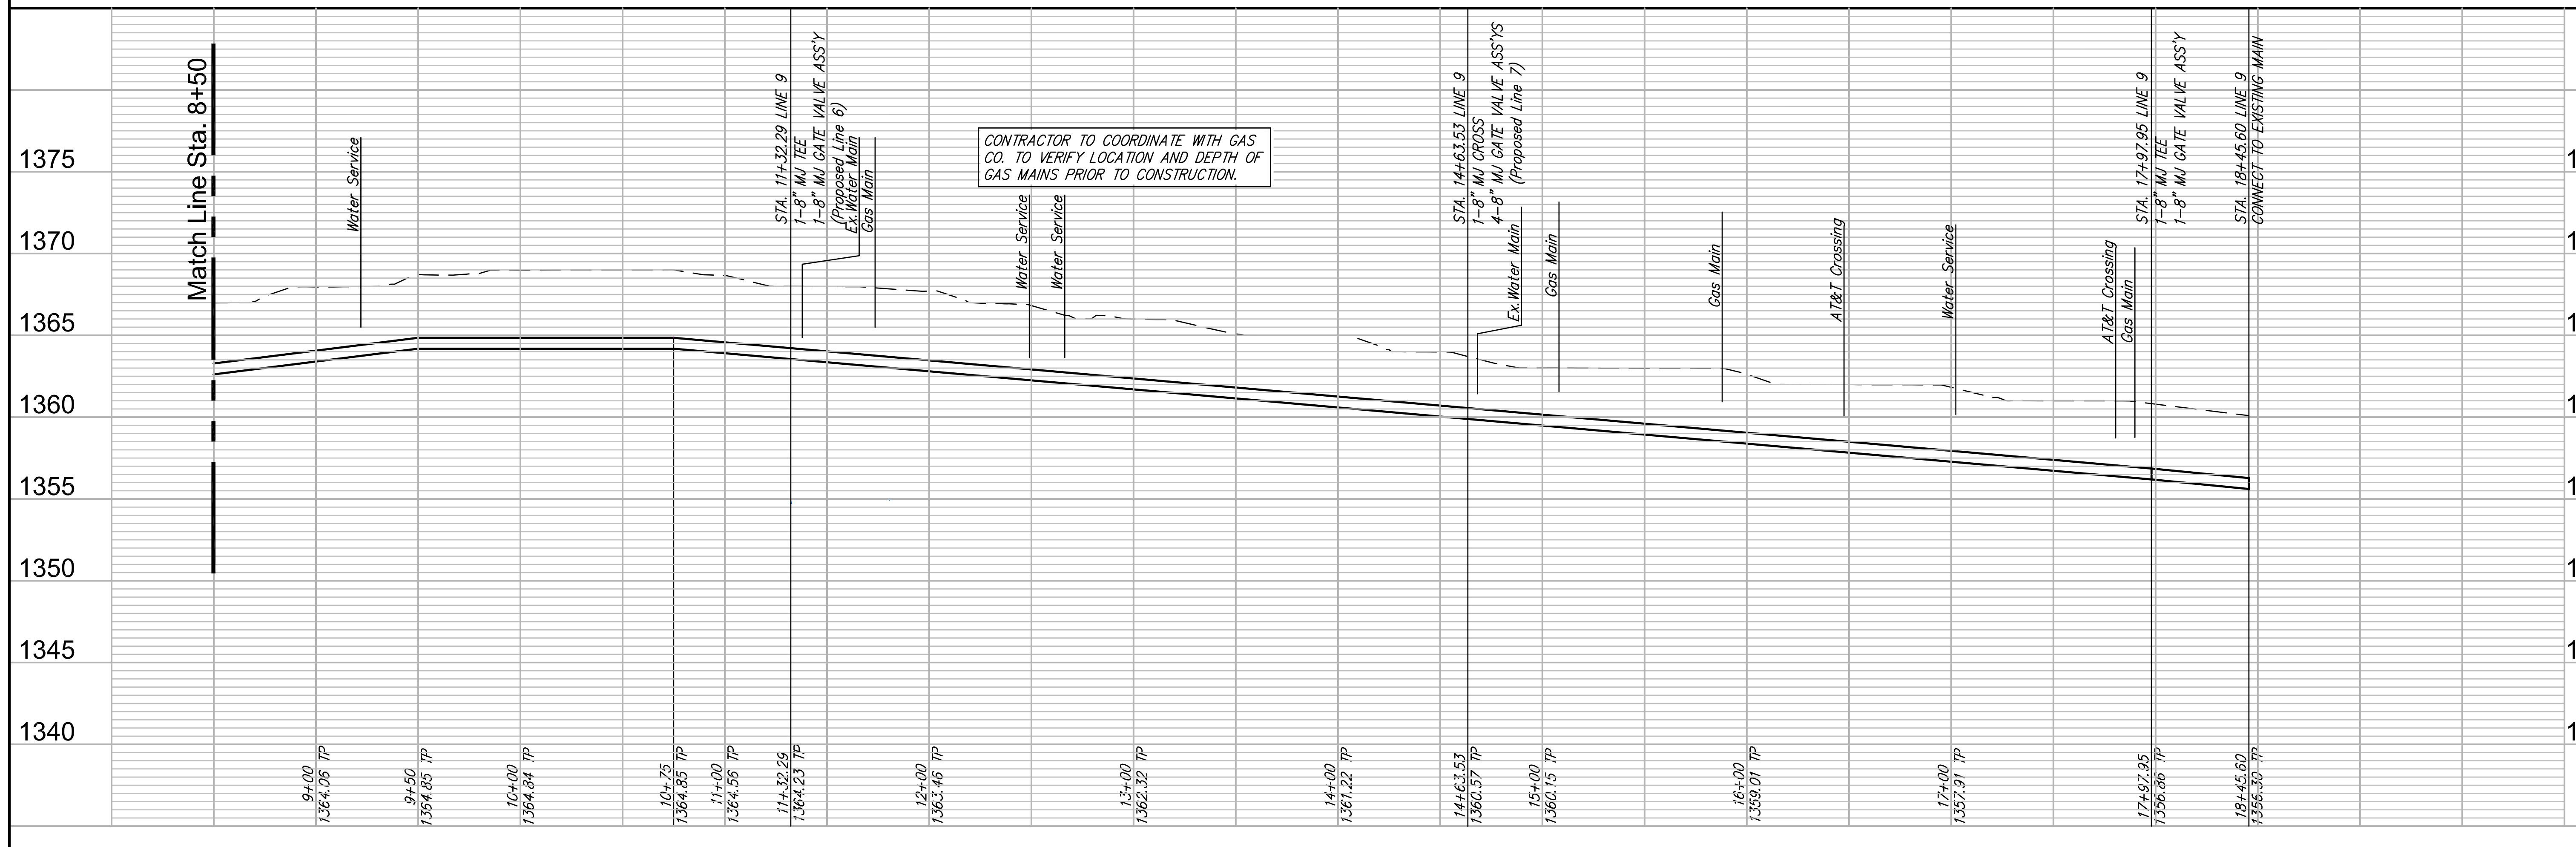 Match Line Sta. 8+50
Water Service
STA. 11+32.29 LINE 9
1-8" MJ TEE
1-8" MJ GATE VALVE ASS'Y
(Proposed Line 6)
Ex.Water Main
Gas Main
CONTRACTOR TO COORDINATE WITH GAS
CO. TO VERIFY LOCATION AND DEPTH OF
GAS MAINS PRIOR TO CONSTRUCTION.
Water Service
Water Service
STA. 14+63.53 LINE 9
1-8" MJ CROSS
4-8" MJ GATE VALVE ASS'YS
(Proposed Line 7)
Ex.Water Main
Gas Main
Gas Main
AT&T Crossing
Water Service
AT&T Crossing
Gas Main
STA. 17+97.95 LINE 9
1-8" MJ TEE
1-8" MJ GATE VALVE ASS'Y
STA. 18+45.60 LINE 9
CONNECT TO EXISTING MAIN
1375
1370
1365
1360
1355
1350
1345
1340
1
1
1
1
1
1
1
1
9+00
1364.06 TP
9+50
1364.85 TP
10+00
1364.84 TP
10+75
1364.85 TP
11+00
1364.56 TP
11+32.29
1364.23 TP
12+00
1363.46 TP
13+00
1362.32 TP
14+00
1361.22 TP
14+63.53
1360.57 TP
15+00
1360.15 TP
16+00
1359.01 TP
17+00
1357.91 TP
17+97.95
1356.86 TP
18+45.60
1356.30 TP